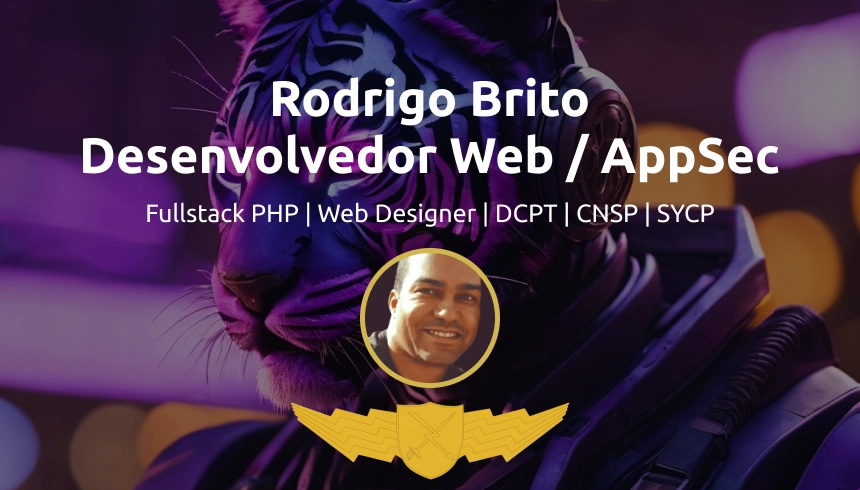 Rodrigo Brito
Desenvolvedor Web / AppSec
Fullstack PHP | Web Designer | DCPT | CNSP | SYCP